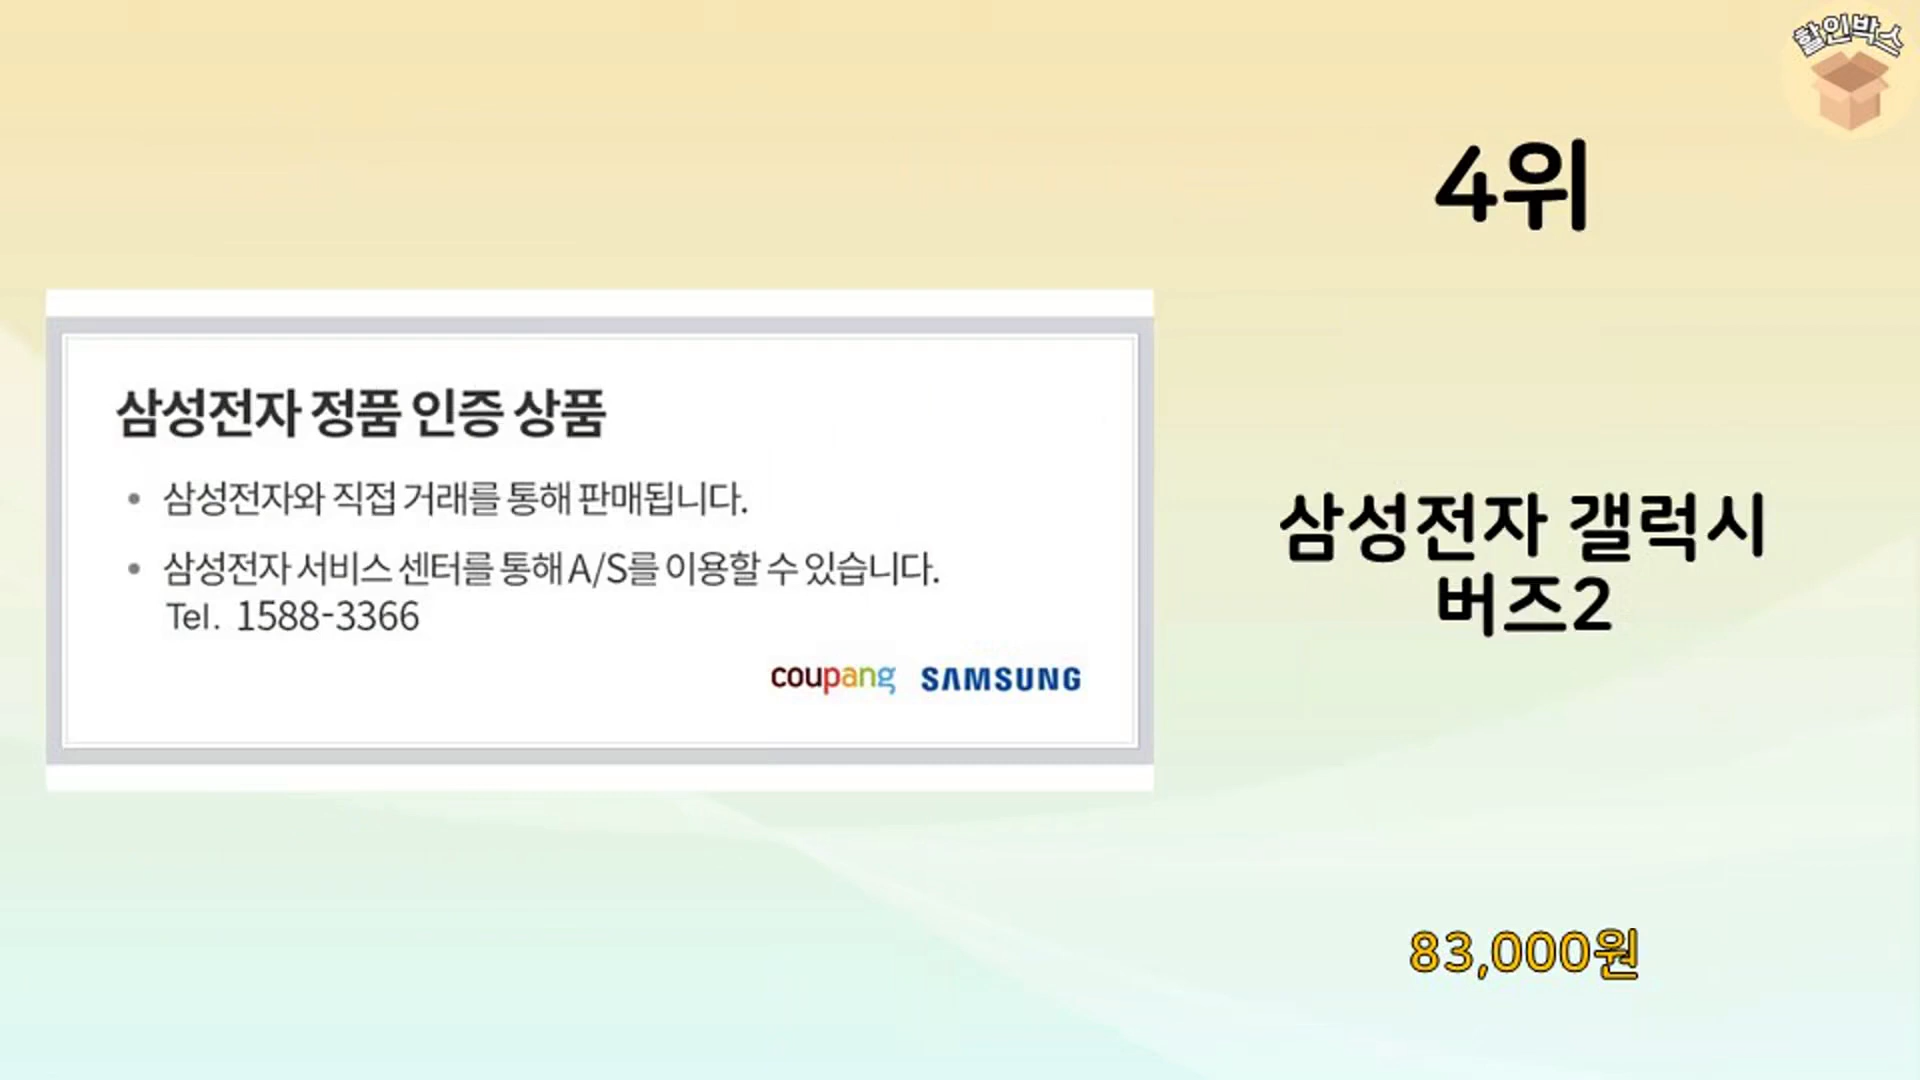 할인박스
4위
삼성전자 정품 인증 상품
• 삼성전자와 직접 거래를 통해 판매됩니다.
• 삼성전자 서비스 센터를 통해 A/S를 이용할 수 있습니다.
Tel. 1588-3366
coupang SAMSUNG
삼성전자 갤럭시
버즈2
83,000원